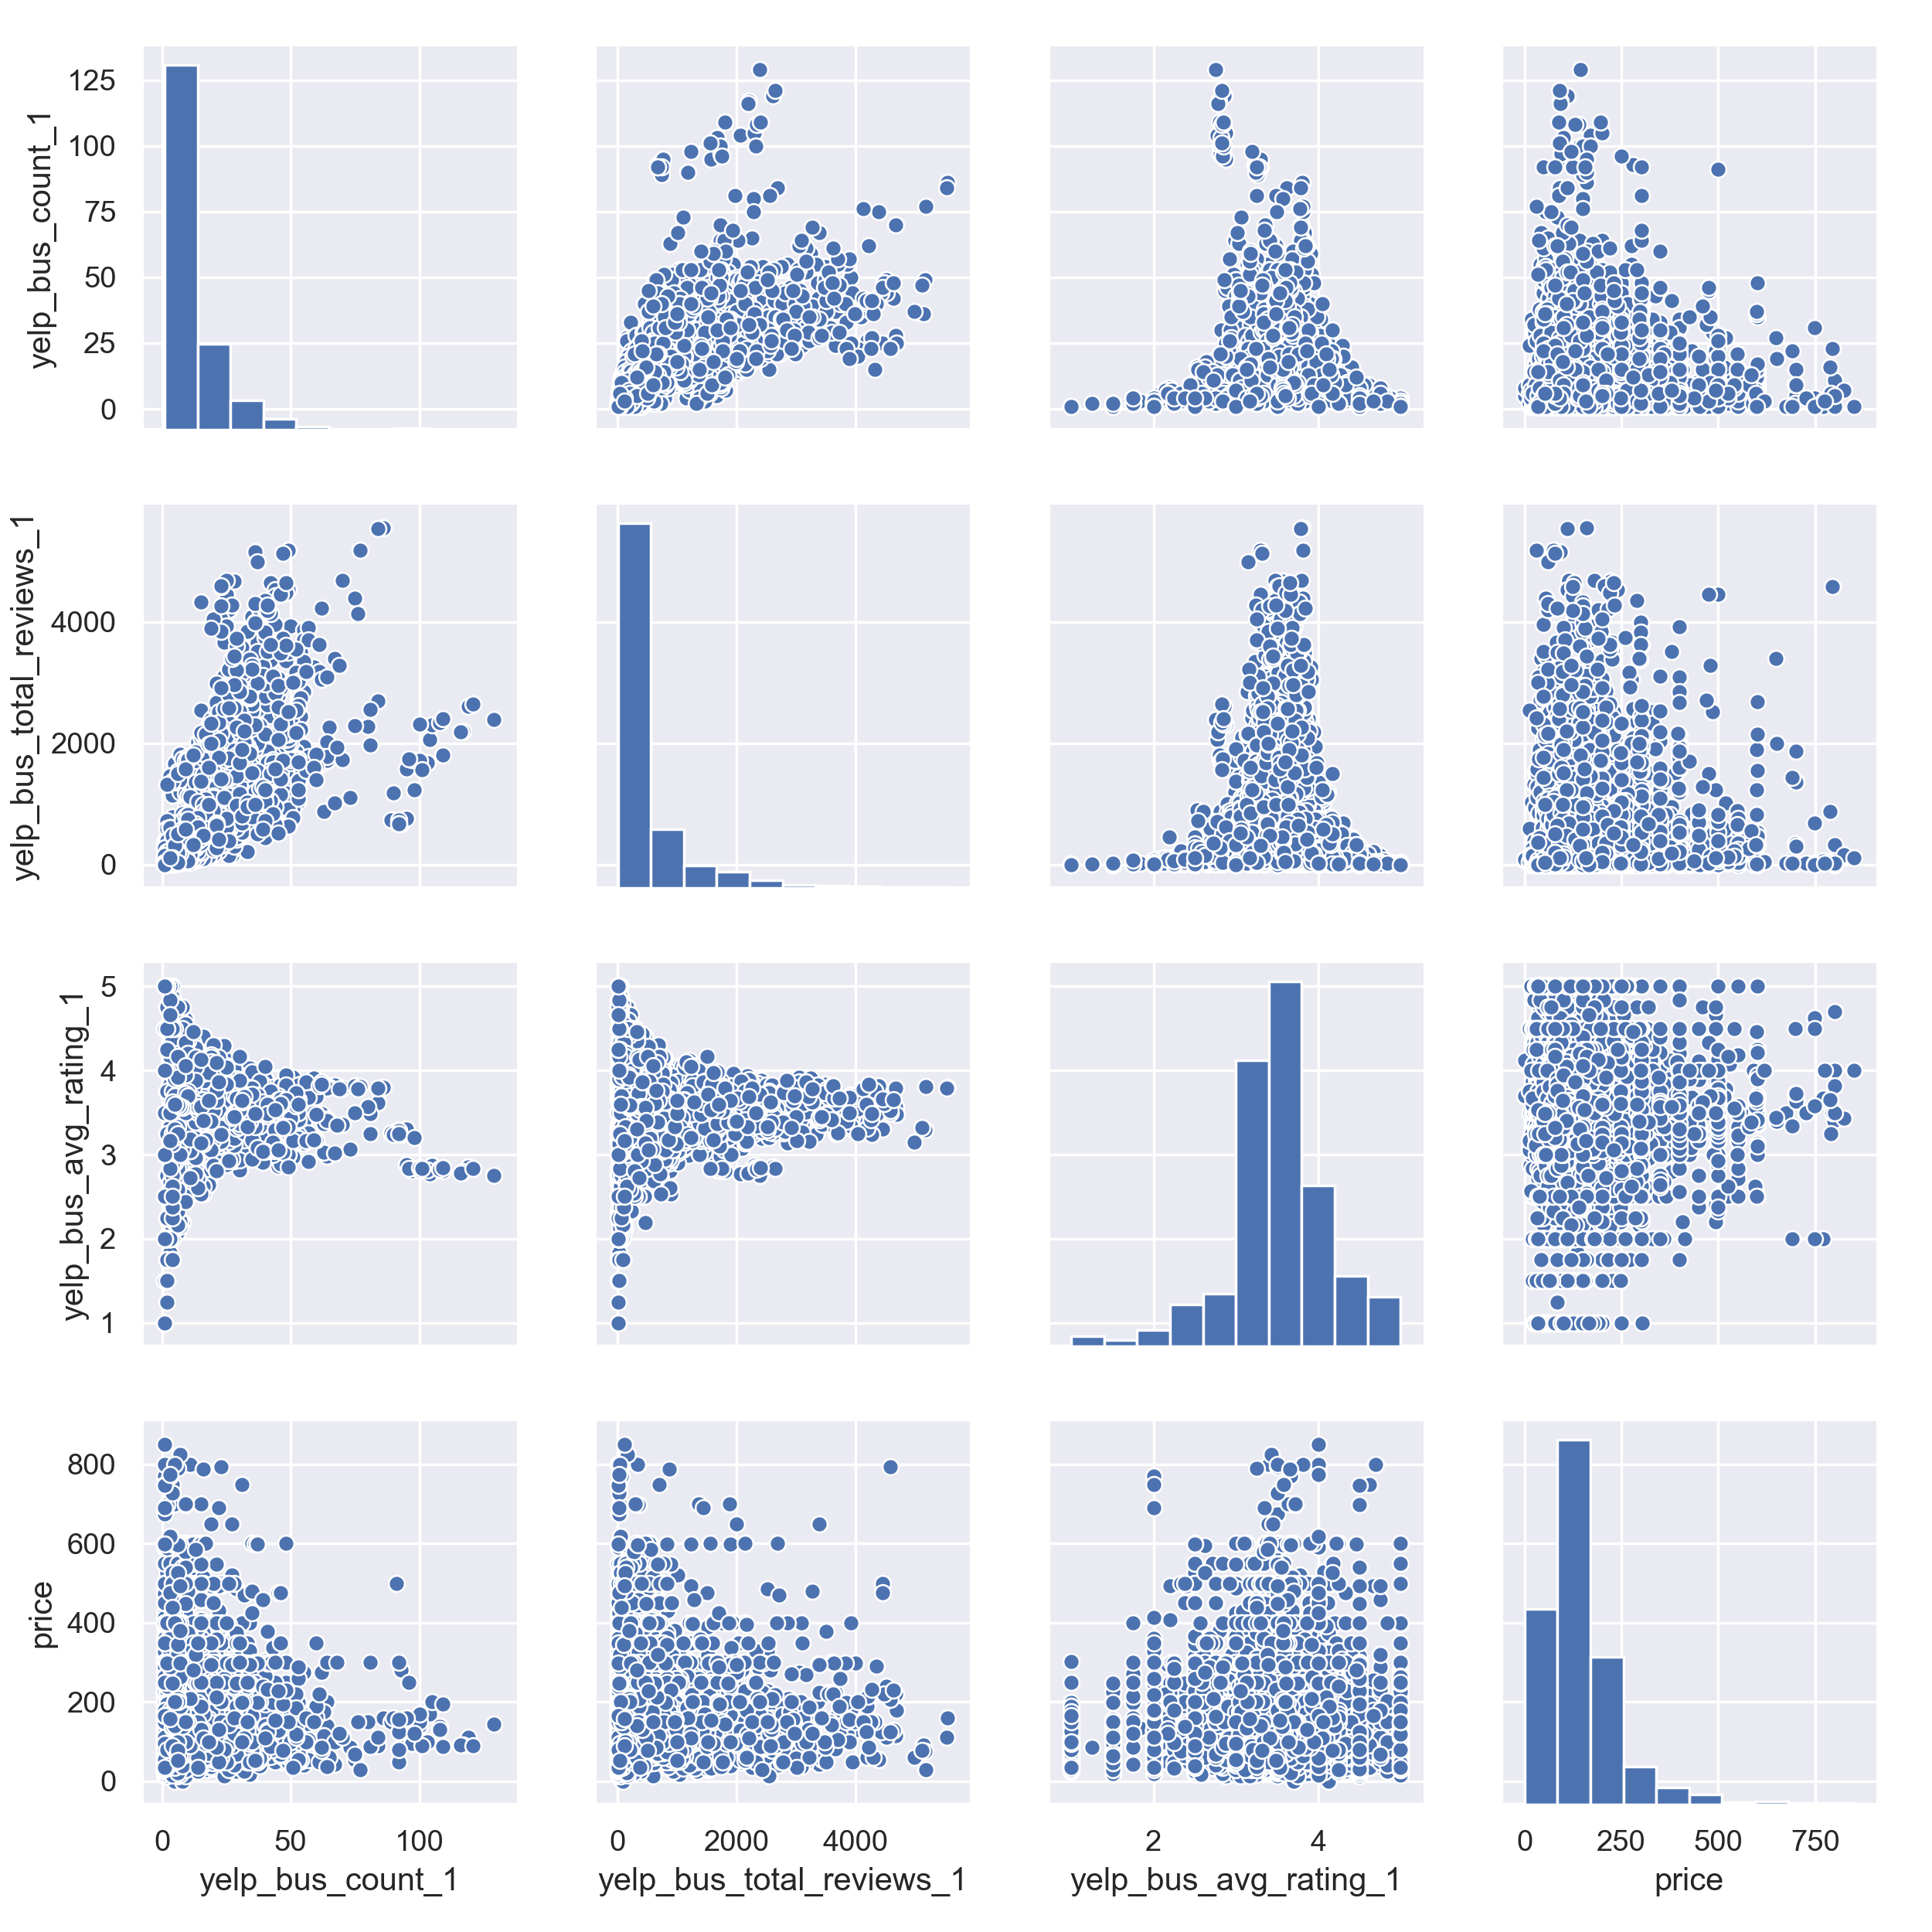 yelp_bus_count_1
125
100
75
50
25
0
yelp_bus_total_reviews_1
4000
2000
0
yelp_bus_avg_rating_1
5
4
3
2
1
price
800
600
400
200
0
0 50 100
0 2000 4000
2 4
0 250 500 750
yelp_bus_count_1
yelp_bus_total_reviews_1
yelp_bus_avg_rating_1
price